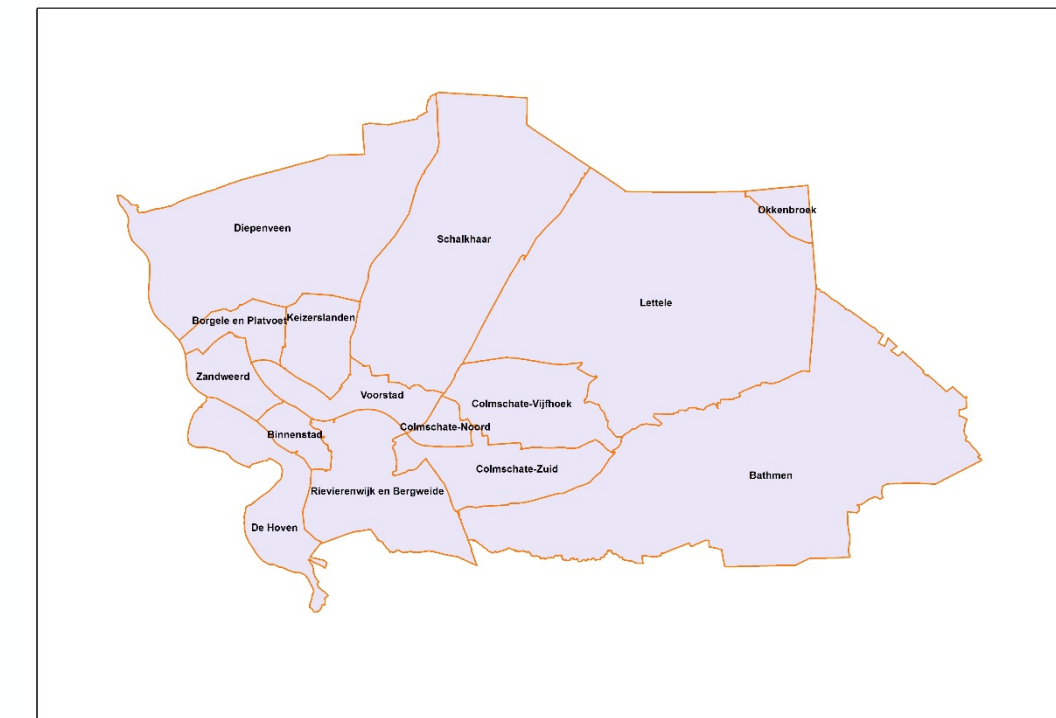 Okkenbroek
Diepenveen
Schalkhaar
Lettele
Borgele en Platvoet
Keizerslanden
Zandweerd
Voorstad
Colmschate-Vijfhoek
Colmschate-Noord
Binnenstad
Colmschate-Zuid
Bathmen
Rievierenwijk en Bergweide
De Hoven